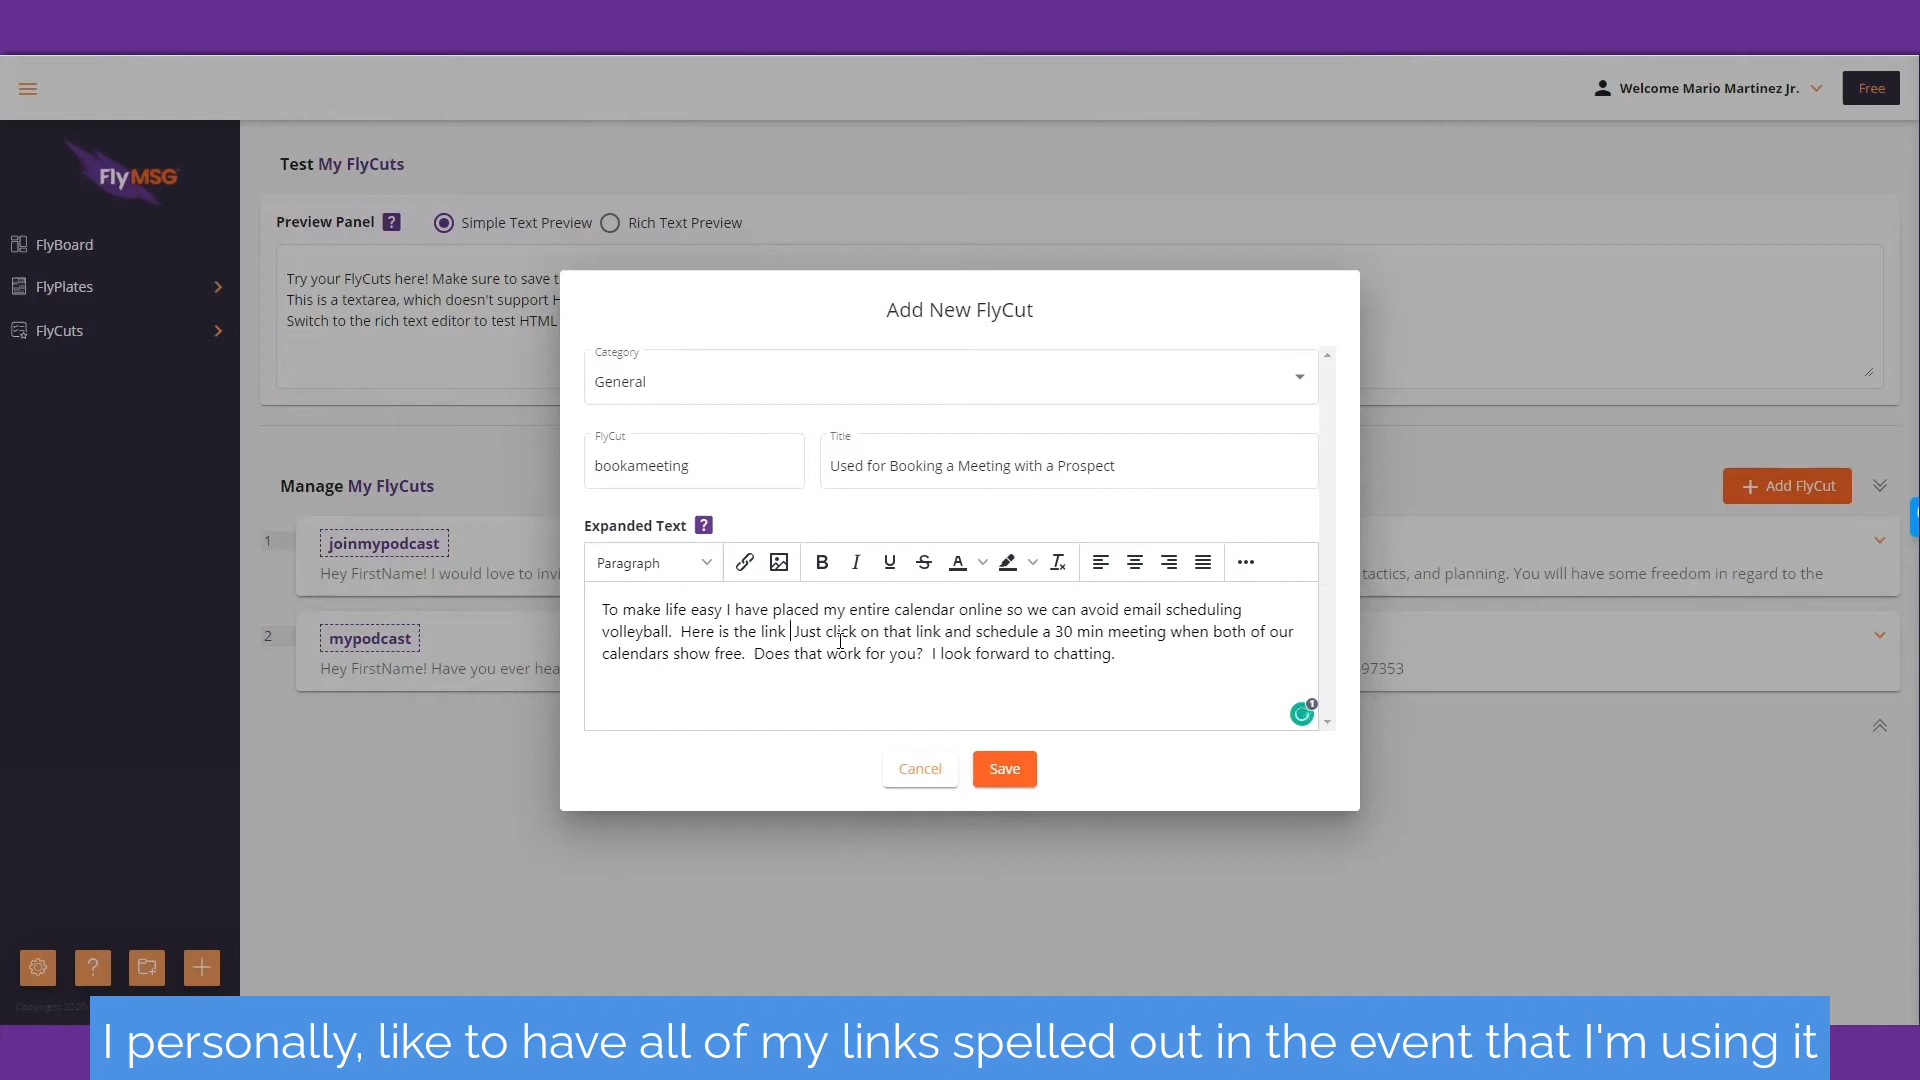 Welcome Mario Martinez Jr.
Free
FlyMSG
FlyBoard
FlyPlates
FlyCuts
Test My FlyCuts
Preview Panel ?
Simple Text Preview
Rich Text Preview
Try your FlyCuts here! Make sure to save t
This is a textarea, which doesn't support H
Switch to the rich text editor to test HTML
Manage My FlyCuts
+ Add FlyCut
1
joinmypodcast
Hey FirstName! I would love to invi
tactics, and planning. You will have some freedom in regard to the
2
mypodcast
Hey FirstName! Have you ever hea
97353
Add New FlyCut
Category
General
FlyCut
bookameeting
Title
Used for Booking a Meeting with a Prospect
Expanded Text ?
Paragraph
B I U S A
To make life easy I have placed my entire calendar online so we can avoid email scheduling
volleyball.  Here is the link Just click on that link and schedule a 30 min meeting when both of our
calendars show free.  Does that work for you?  I look forward to chatting.
1
Cancel
Save
?
I personally, like to have all of my links spelled out in the event that I'm using it